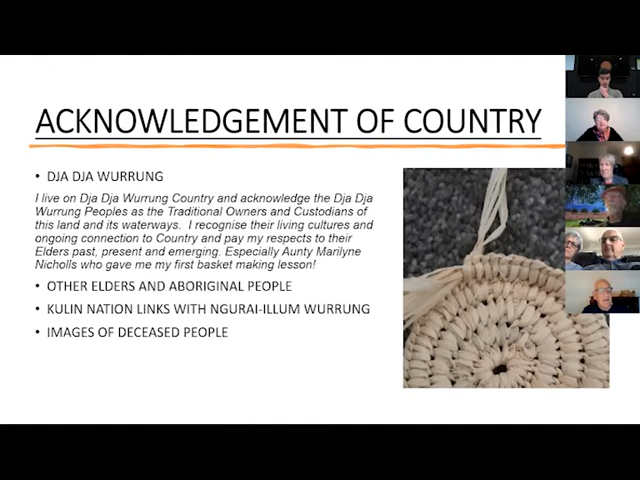 ACKNOWLEDGEMENT OF COUNTRY
• DJA DJA WURRUNG
I live on Dja Dja Wurrung Country and acknowledge the Dja Dja
Wurrung Peoples as the Traditional Owners and Custodians of
this land and its waterways. I recognise their living cultures and
ongoing connection to Country and pay my respects to their
Elders past, present and emerging. Especially Aunty Marilyne
Nicholls who gave me my first basket making lesson!
• OTHER ELDERS AND ABORIGINAL PEOPLE
• KULIN NATION LINKS WITH NGURAI-ILLUM WURRUNG
• IMAGES OF DECEASED PEOPLE